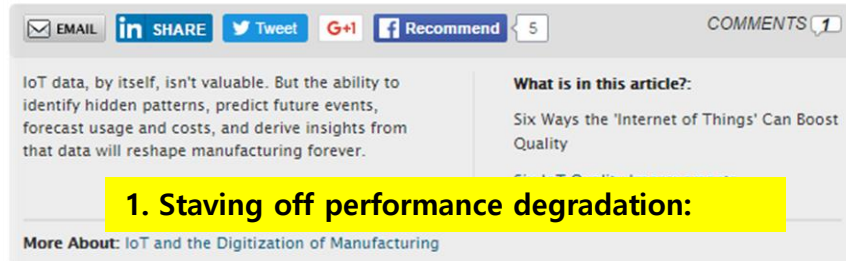 EMAIL in SHARE Tweet G+1 f Recommend 5 COMMENTS 1
IoT data, by itself, isn't valuable. But the ability to
identify hidden patterns, predict future events,
forecast usage and costs, and derive insights from
that data will reshape manufacturing forever.
What is in this article?:
Six Ways the 'Internet of Things' Can Boost
Quality
1. Staving off performance degradation:
More About: IoT and the Digitization of Manufacturing